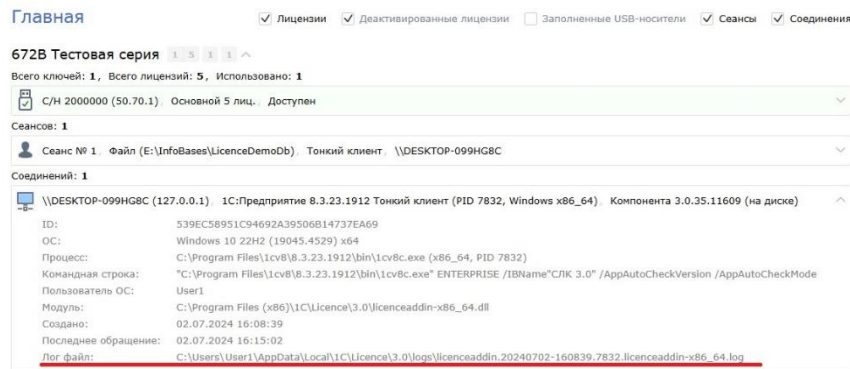 Главная Лицензии Деактивированные лицензии Заполненные USB-носители Сеансы Соединения
672B Тестовая серия 1 5 1 1
Всего ключей: 1, Всего лицензий: 5, Использовано: 1
С/Н 2000000 (50.70.1), Основной 5 лиц., Доступен
Сеансов: 1
Сеанс № 1, Файл (E:\InfoBases\LicenceDemoDb), Тонкий клиент, \\DESKTOP-099HG8C
Соединений: 1
\\DESKTOP-099HG8C (127.0.0.1), 1С:Предприятие 8.3.23.1912 Тонкий клиент (PID 7832, Windows x86_64), Компонента 3.0.35.11609 (на диске)
ID: 539EC58951C94692A39506B14737EA69
ОС: Windows 10 22H2 (19045.4529) x64
Процесс: C:\Program Files\1cv8\8.3.23.1912\bin\1cv8c.exe (x86_64, PID 7832)
Командная строка: "C:\Program Files\1cv8\8.3.23.1912\bin\1cv8c.exe" ENTERPRISE /IBName"СЛК 3.0" /AppAutoCheckVersion /AppAutoCheckMode
Пользователь ОС: User1
Модуль: C:\Program Files (x86)\1C\Licence\3.0\licenceaddin-x86_64.dll
Создано: 02.07.2024 16:08:39
Последнее обращение: 02.07.2024 16:15:02
Лог файл: C:\Users\User1\AppData\Local\1C\Licence\3.0\logs\licenceaddin.20240702-160839.7832.licenceaddin-x86_64.log